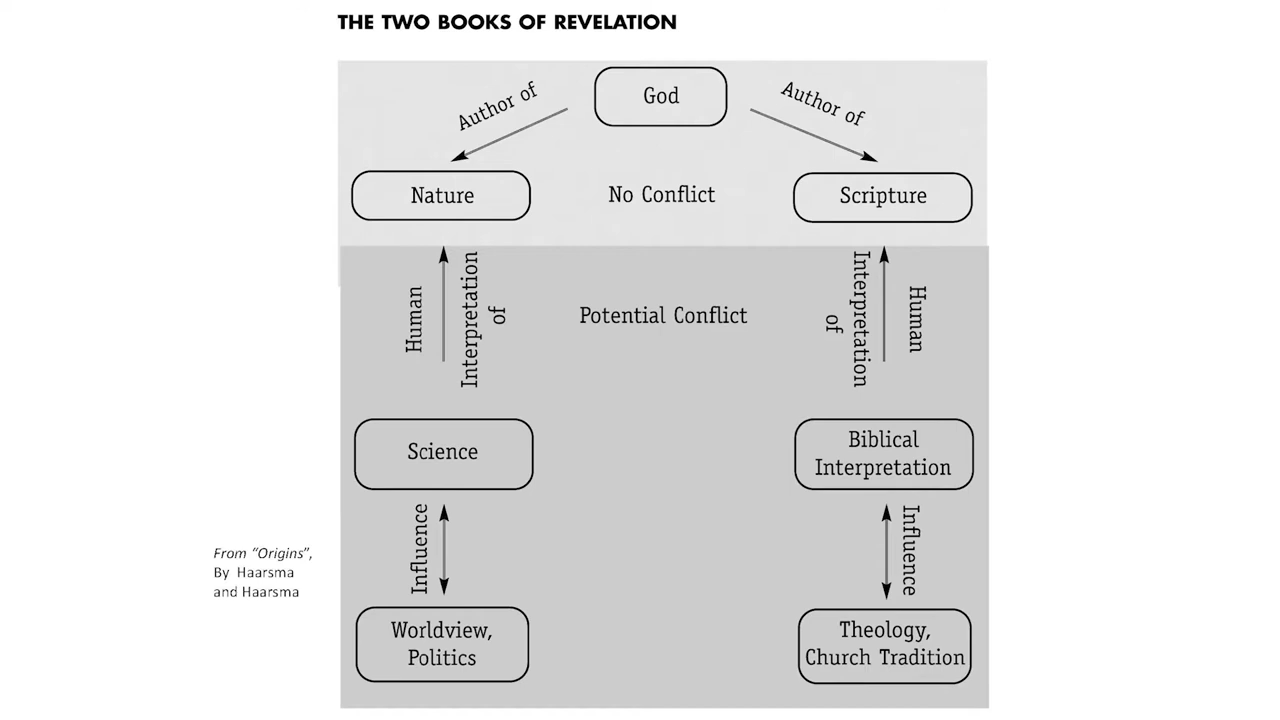 THE TWO BOOKS OF REVELATION
God
Author of
Author of
Nature
No Conflict
Scripture
Human
Interpretation
of
Potential Conflict
Interpretation
of
Human
Science
Biblical
Interpretation
Influence
Influence
From "Origins",
By Haarsma
and Haarsma
Worldview,
Politics
Theology,
Church Tradition